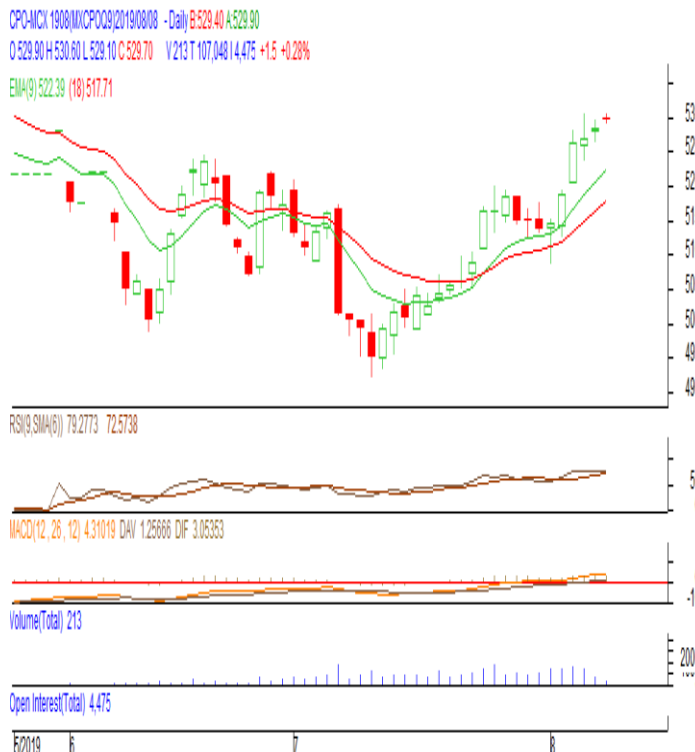 CPO-MCX 1908(MXCPOQ9)2019/08/08 - Daily B:529.40 A:529.90
O 529.90 H 530.60 L 529.10 C 529.70 V 213 T 107,048 I 4,475 +1.5 +0.28%
EMA(9) 522.39 (18) 517.71
53
52
52
51
51
50
50
49
49
RSI(9,SMA(6)) 79.2773 72.5738
5
MACD(12 , 26 , 12) 4.31019 DAV 1.25666 DIF 3.05353
-1
Volume(Total) 213
200
Open Interest(Total) 4,475
5/2019 6 7 8